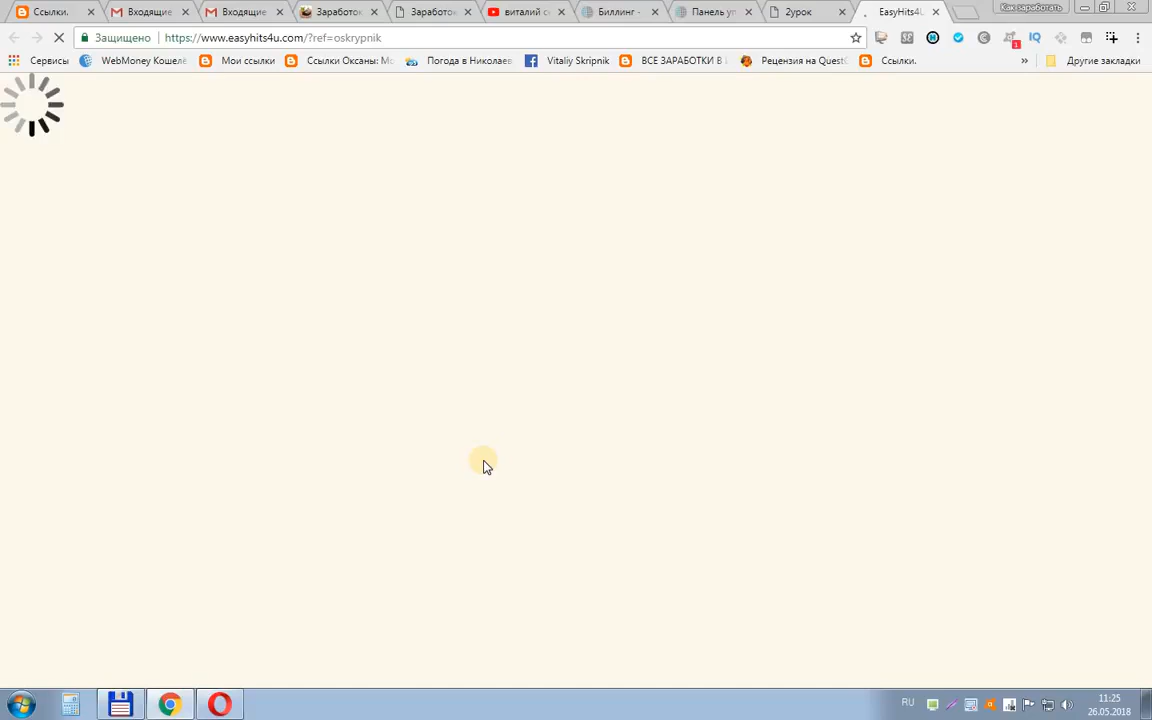 Ссылки.
Входящие
Входящие
Заработок
Заработок
виталий с
Биллинг -
Панель уп
2урок
EasyHits4U
Как заработать
Защищено
https://www.easyhits4u.com/?ref=oskrypnik
Сервисы
WebMoney Кошелё
Мои ссылки
Ссылки Оксаны: Мо
Погода в Николаев
Vitaliy Skripnik
ВСЕ ЗАРАБОТКИ В
Рецензия на Quest
Ссылки.
»
Другие закладки
1
IQ
RU
11:25
26.05.2018